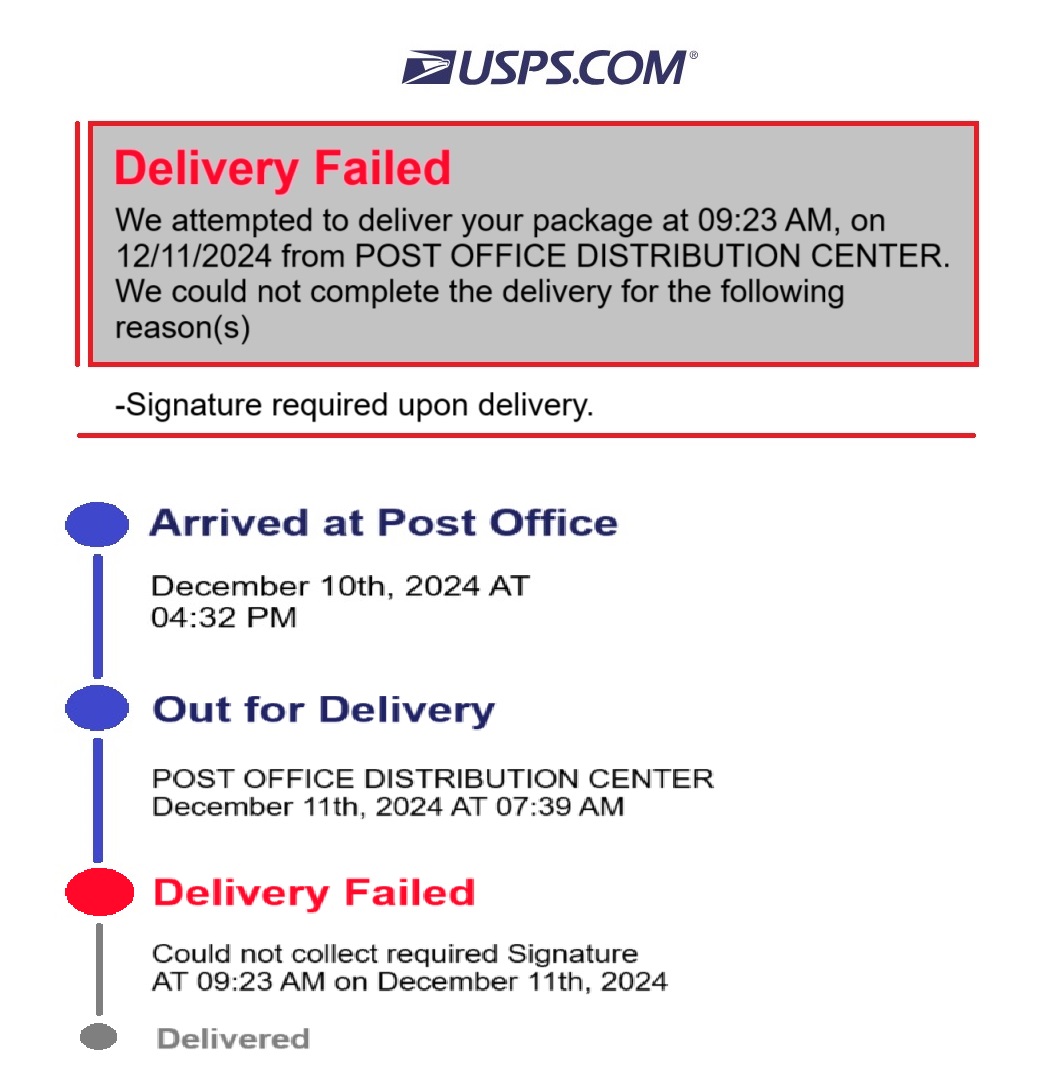 USPS.COM®
Delivery Failed
We attempted to deliver your package at 09:23 AM, on
12/11/2024 from POST OFFICE DISTRIBUTION CENTER.
We could not complete the delivery for the following
reason(s)
-Signature required upon delivery.
Arrived at Post Office
December 10th, 2024 AT
04:32 PM
Out for Delivery
POST OFFICE DISTRIBUTION CENTER
December 11th, 2024 AT 07:39 AM
Delivery Failed
Could not collect required Signature
AT 09:23 AM on December 11th, 2024
Delivered